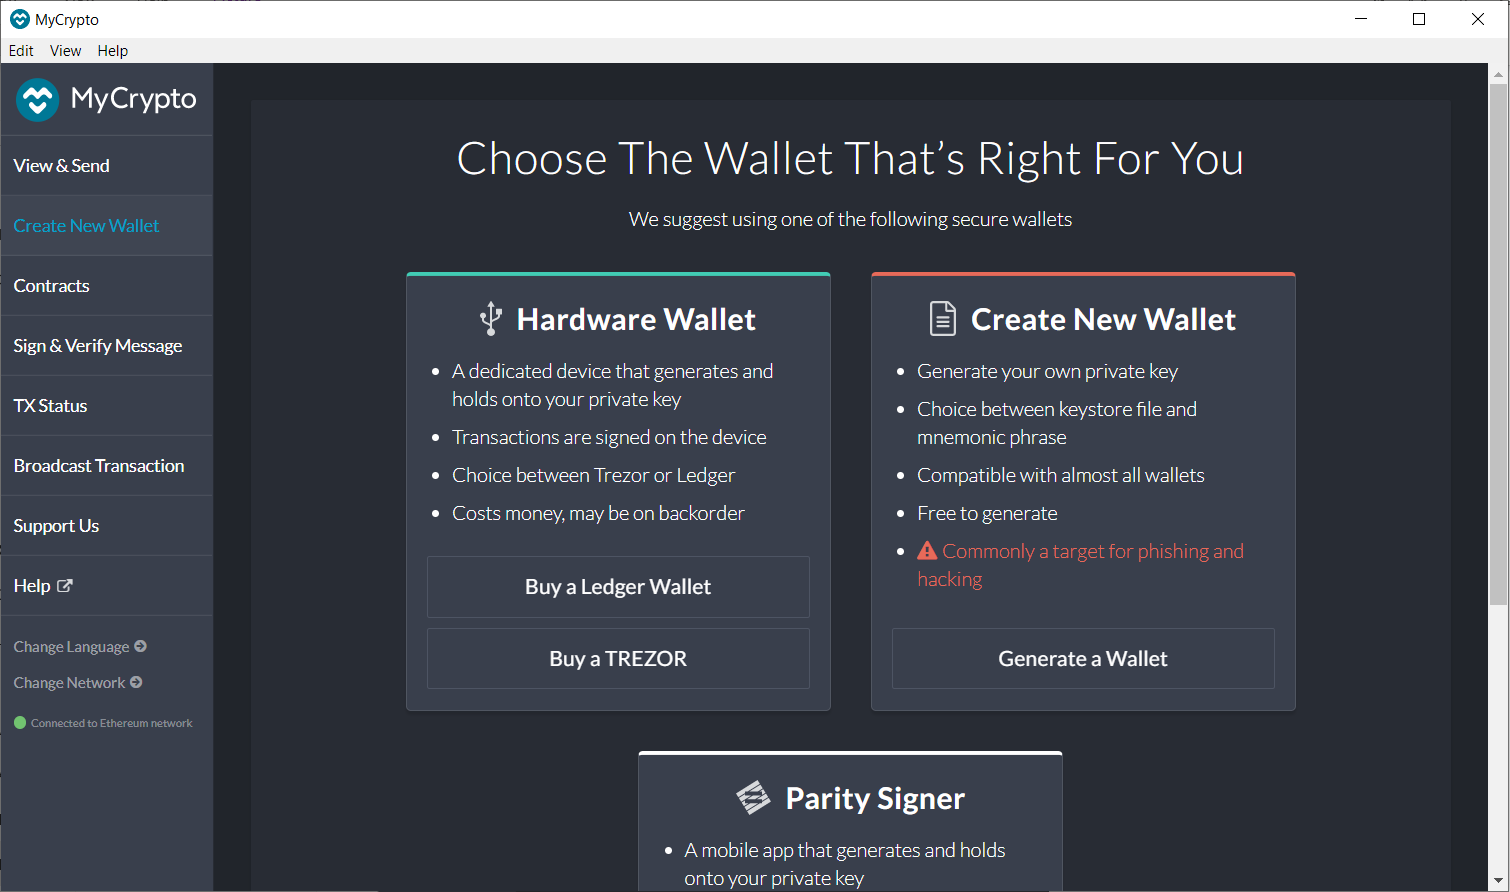 MyCrypto
Edit View Help
MyCrypto
View & Send
Create New Wallet
Contracts
Sign & Verify Message
TX Status
Broadcast Transaction
Support Us
Help
Change Language
Change Network
Connected to Ethereum network
Choose The Wallet That’s Right For You
We suggest using one of the following secure wallets
Hardware Wallet
• A dedicated device that generates and
holds onto your private key
• Transactions are signed on the device
• Choice between Trezor or Ledger
• Costs money, may be on backorder
Buy a Ledger Wallet
Buy a TREZOR
Create New Wallet
• Generate your own private key
• Choice between keystore file and
mnemonic phrase
• Compatible with almost all wallets
• Free to generate
• Commonly a target for phishing and
hacking
Generate a Wallet
Parity Signer
• A mobile app that generates and holds
onto your private key